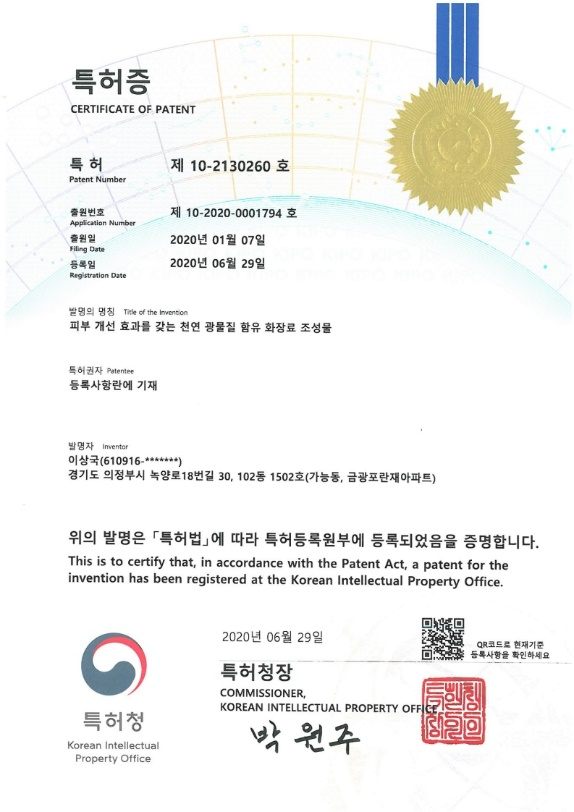 특허증
CERTIFICATE OF PATENT
특 허
Patent Number
제 10-2130260 호
출원번호
Application Number
제 10-2020-0001794 호
출원일
Filing Date
2020년 01월 07일
등록일
Registration Date
2020년 06월 29일
발명의 명칭 Title of the Invention
피부 개선 효과를 갖는 천연 광물질 함유 화장료 조성물
특허권자 Patentee
등록사항란에 기재
발명자 Inventor
이상국(610916-*******)
경기도 의정부시 녹양로18번길 30, 102동 1502호(가능동, 금광포란재아파트)
위의 발명은 「특허법」에 따라 특허등록원부에 등록되었음을 증명합니다.
This is to certify that, in accordance with the Patent Act, a patent for the
invention has been registered at the Korean Intellectual Property Office.
2020년 06월 29일
QR코드로 현재기준
등록사항을 확인하세요
특허청장
COMMISSIONER,
KOREAN INTELLECTUAL PROPERTY OFFICE
박원주
특허청
Korean Intellectual
Property Office